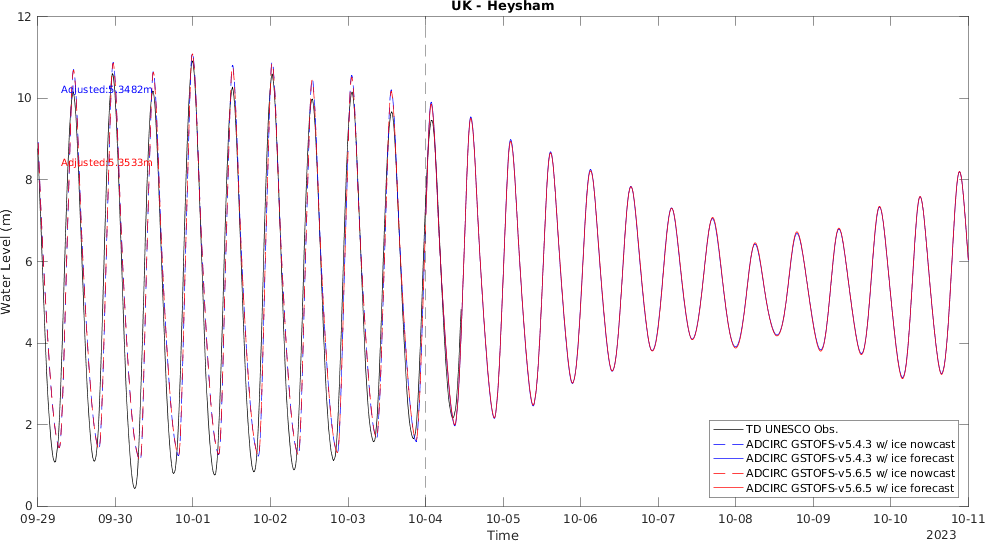 UK - Heysham
12
10
8
6
4
2
0
Water Level (m)
Adjusted:5.3482m
Adjusted:5.3533m
TD UNESCO Obs.
ADCIRC GSTOFS-v5.4.3 w/ ice nowcast
ADCIRC GSTOFS-v5.4.3 w/ ice forecast
ADCIRC GSTOFS-v5.6.5 w/ ice nowcast
ADCIRC GSTOFS-v5.6.5 w/ ice forecast
09-29 09-30 10-01 10-02 10-03 10-04 10-05 10-06 10-07 10-08 10-09 10-10 10-11
Time
2023